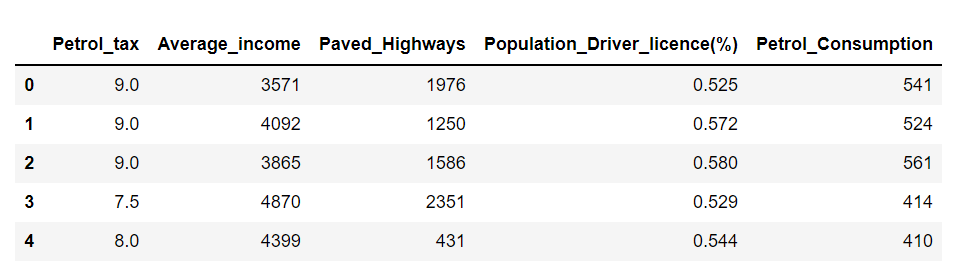 Petrol_tax Average_income Paved_Highways Population_Driver_licence(%) Petrol_Consumption
0 9.0 3571 1976 0.525 541
1 9.0 4092 1250 0.572 524
2 9.0 3865 1586 0.580 561
3 7.5 4870 2351 0.529 414
4 8.0 4399 431 0.544 410